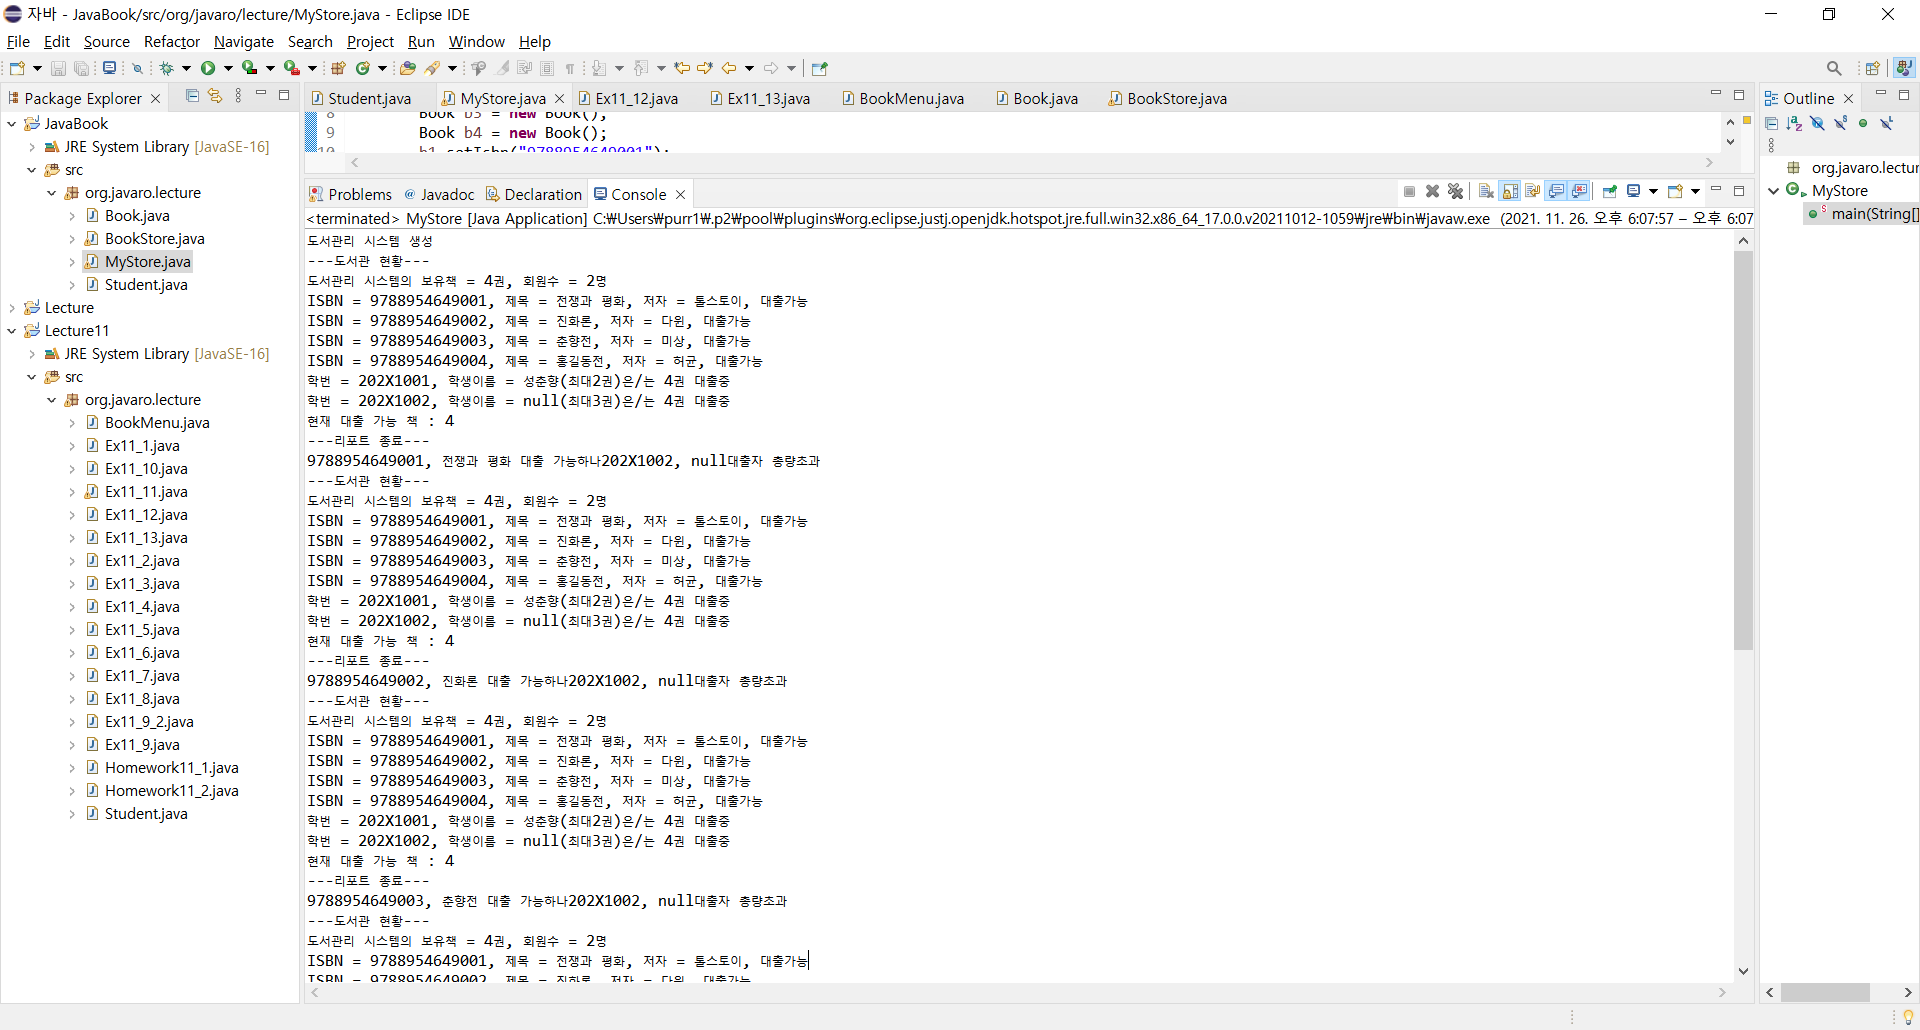 자바 - JavaBook/src/org/javaro/lecture/MyStore.java - Eclipse IDE
File Edit Source Refactor Navigate Search Project Run Window Help
Package Explorer
JavaBook
JRE System Library [JavaSE-16]
src
org.javaro.lecture
Book.java
BookStore.java
MyStore.java
Student.java
Lecture
Lecture11
JRE System Library [JavaSE-16]
src
org.javaro.lecture
BookMenu.java
Ex11_1.java
Ex11_10.java
Ex11_11.java
Ex11_12.java
Ex11_13.java
Ex11_2.java
Ex11_3.java
Ex11_4.java
Ex11_5.java
Ex11_6.java
Ex11_7.java
Ex11_8.java
Ex11_9_2.java
Ex11_9.java
Homework11_1.java
Homework11_2.java
Student.java
Student.java MyStore.java Ex11_12.java Ex11_13.java BookMenu.java Book.java BookStore.java
8 Book b3 = new Book();
9 Book b4 = new Book();
10 b1.setIsbn("9788954649001");
Problems Javadoc Declaration Console
<terminated> MyStore [Java Application] C:₩Users₩purr1₩.p2₩pool₩plugins₩org.eclipse.justj.openjdk.hotspot.jre.full.win32.x86_64_17.0.0.v20211012-1059₩jre₩bin₩javaw.exe (2021. 11. 26. 오후 6:07:57 – 오후 6:07
도서관리 시스템 생성
---도서관 현황---
도서관리 시스템의 보유책 = 4권, 회원수 = 2명
ISBN = 9788954649001, 제목 = 전쟁과 평화, 저자 = 톨스토이, 대출가능
ISBN = 9788954649002, 제목 = 진화론, 저자 = 다윈, 대출가능
ISBN = 9788954649003, 제목 = 춘향전, 저자 = 미상, 대출가능
ISBN = 9788954649004, 제목 = 홍길동전, 저자 = 허균, 대출가능
학번 = 202X1001, 학생이름 = 성춘향(최대2권)은/는 4권 대출중
학번 = 202X1002, 학생이름 = null(최대3권)은/는 4권 대출중
현재 대출 가능 책 : 4
---리포트 종료---
9788954649001, 전쟁과 평화 대출 가능하나202X1002, null대출자 총량초과
---도서관 현황---
도서관리 시스템의 보유책 = 4권, 회원수 = 2명
ISBN = 9788954649001, 제목 = 전쟁과 평화, 저자 = 톨스토이, 대출가능
ISBN = 9788954649002, 제목 = 진화론, 저자 = 다윈, 대출가능
ISBN = 9788954649003, 제목 = 춘향전, 저자 = 미상, 대출가능
ISBN = 9788954649004, 제목 = 홍길동전, 저자 = 허균, 대출가능
학번 = 202X1001, 학생이름 = 성춘향(최대2권)은/는 4권 대출중
학번 = 202X1002, 학생이름 = null(최대3권)은/는 4권 대출중
현재 대출 가능 책 : 4
---리포트 종료---
9788954649002, 진화론 대출 가능하나202X1002, null대출자 총량초과
---도서관 현황---
도서관리 시스템의 보유책 = 4권, 회원수 = 2명
ISBN = 9788954649001, 제목 = 전쟁과 평화, 저자 = 톨스토이, 대출가능
ISBN = 9788954649002, 제목 = 진화론, 저자 = 다윈, 대출가능
ISBN = 9788954649003, 제목 = 춘향전, 저자 = 미상, 대출가능
ISBN = 9788954649004, 제목 = 홍길동전, 저자 = 허균, 대출가능
학번 = 202X1001, 학생이름 = 성춘향(최대2권)은/는 4권 대출중
학번 = 202X1002, 학생이름 = null(최대3권)은/는 4권 대출중
현재 대출 가능 책 : 4
---리포트 종료---
9788954649003, 춘향전 대출 가능하나202X1002, null대출자 총량초과
---도서관 현황---
도서관리 시스템의 보유책 = 4권, 회원수 = 2명
ISBN = 9788954649001, 제목 = 전쟁과 평화, 저자 = 톨스토이, 대출가능
ISBN = 9788954649002, 제목 = 진화론, 저자 = 다윈, 대출가능
Outline
org.javaro.lectur
MyStore
main(String[]